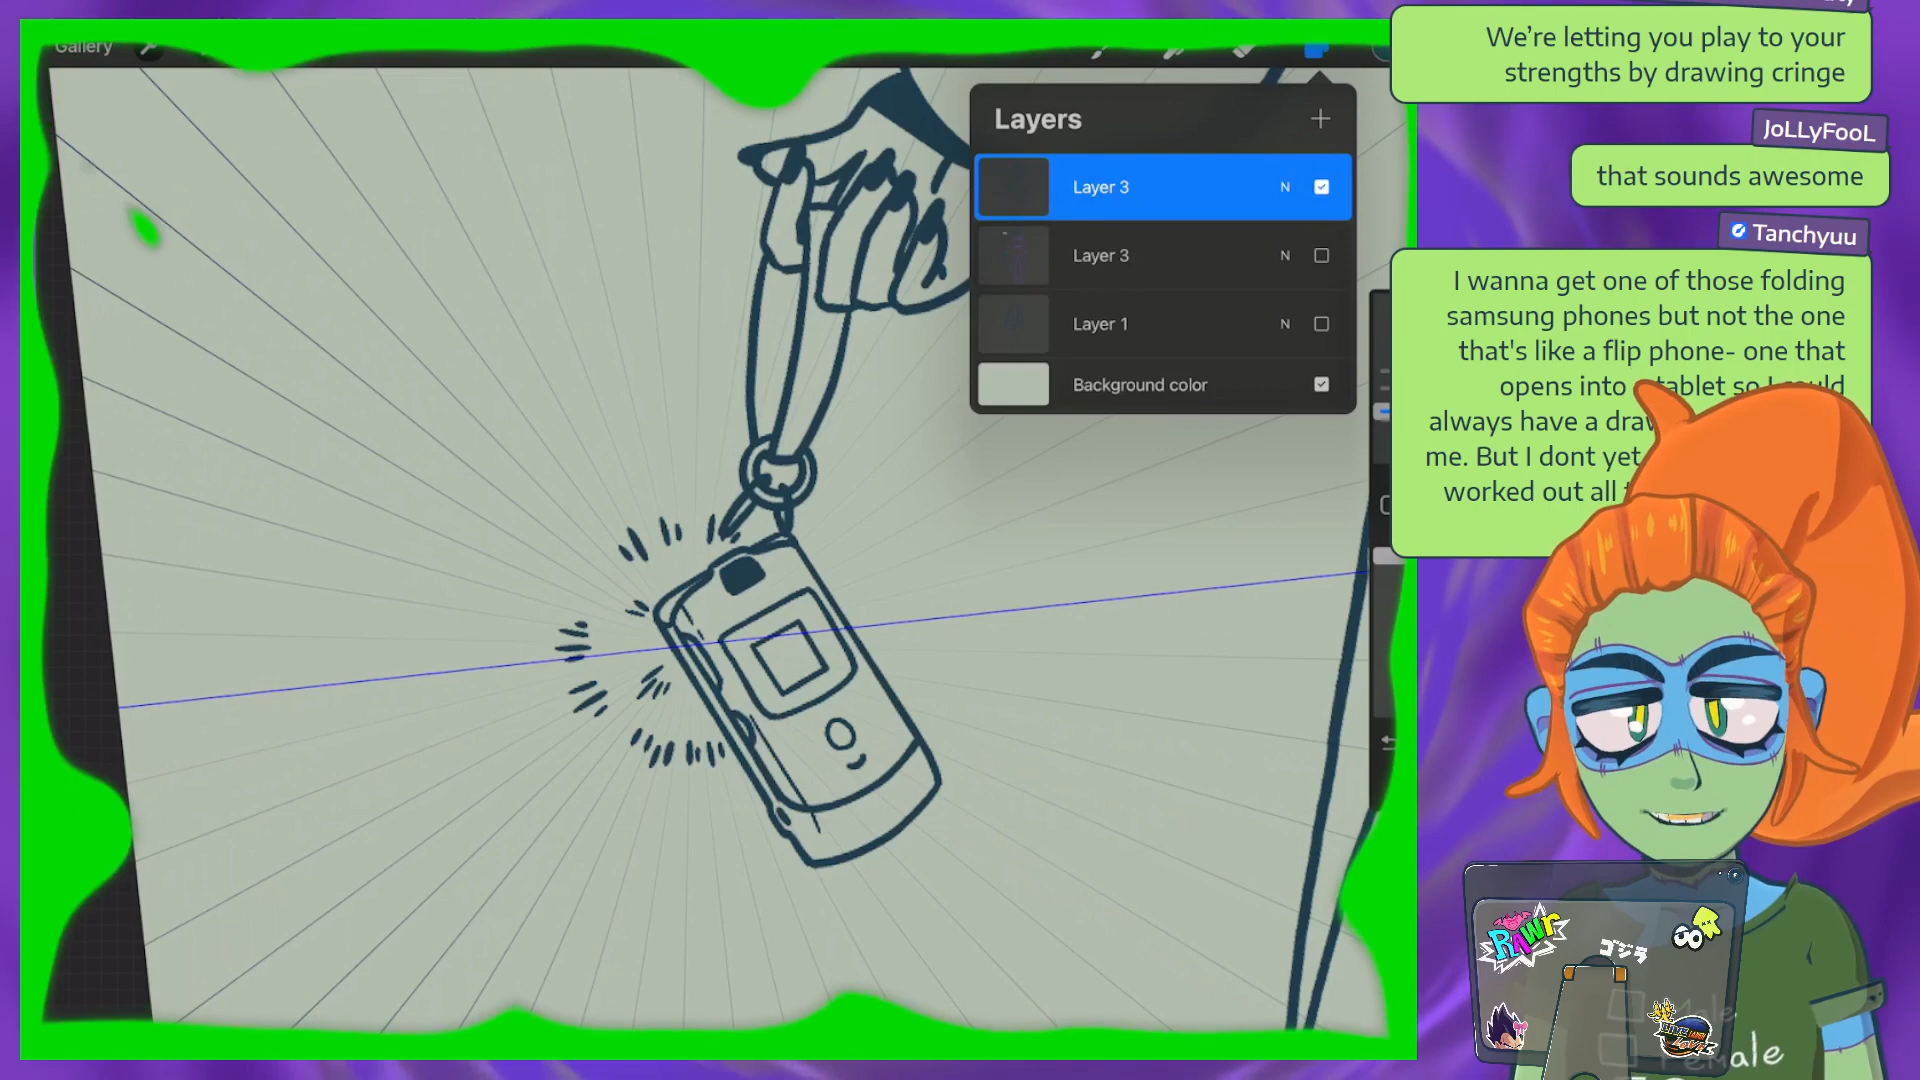 Gallery
Layers
Layer 3
N
Layer 3
N
Layer 1
N
Background color
We're letting you play to your
strengths by drawing cringe
JoLLyFooL
that sounds awesome
Tanchyuu
I wanna get one of those folding
samsung phones but not the one
that's like a flip phone- one that
opens into
tablet so I
always have a
me. But I dont yet
worked out all
RAWr
ゴジラ
LOVE